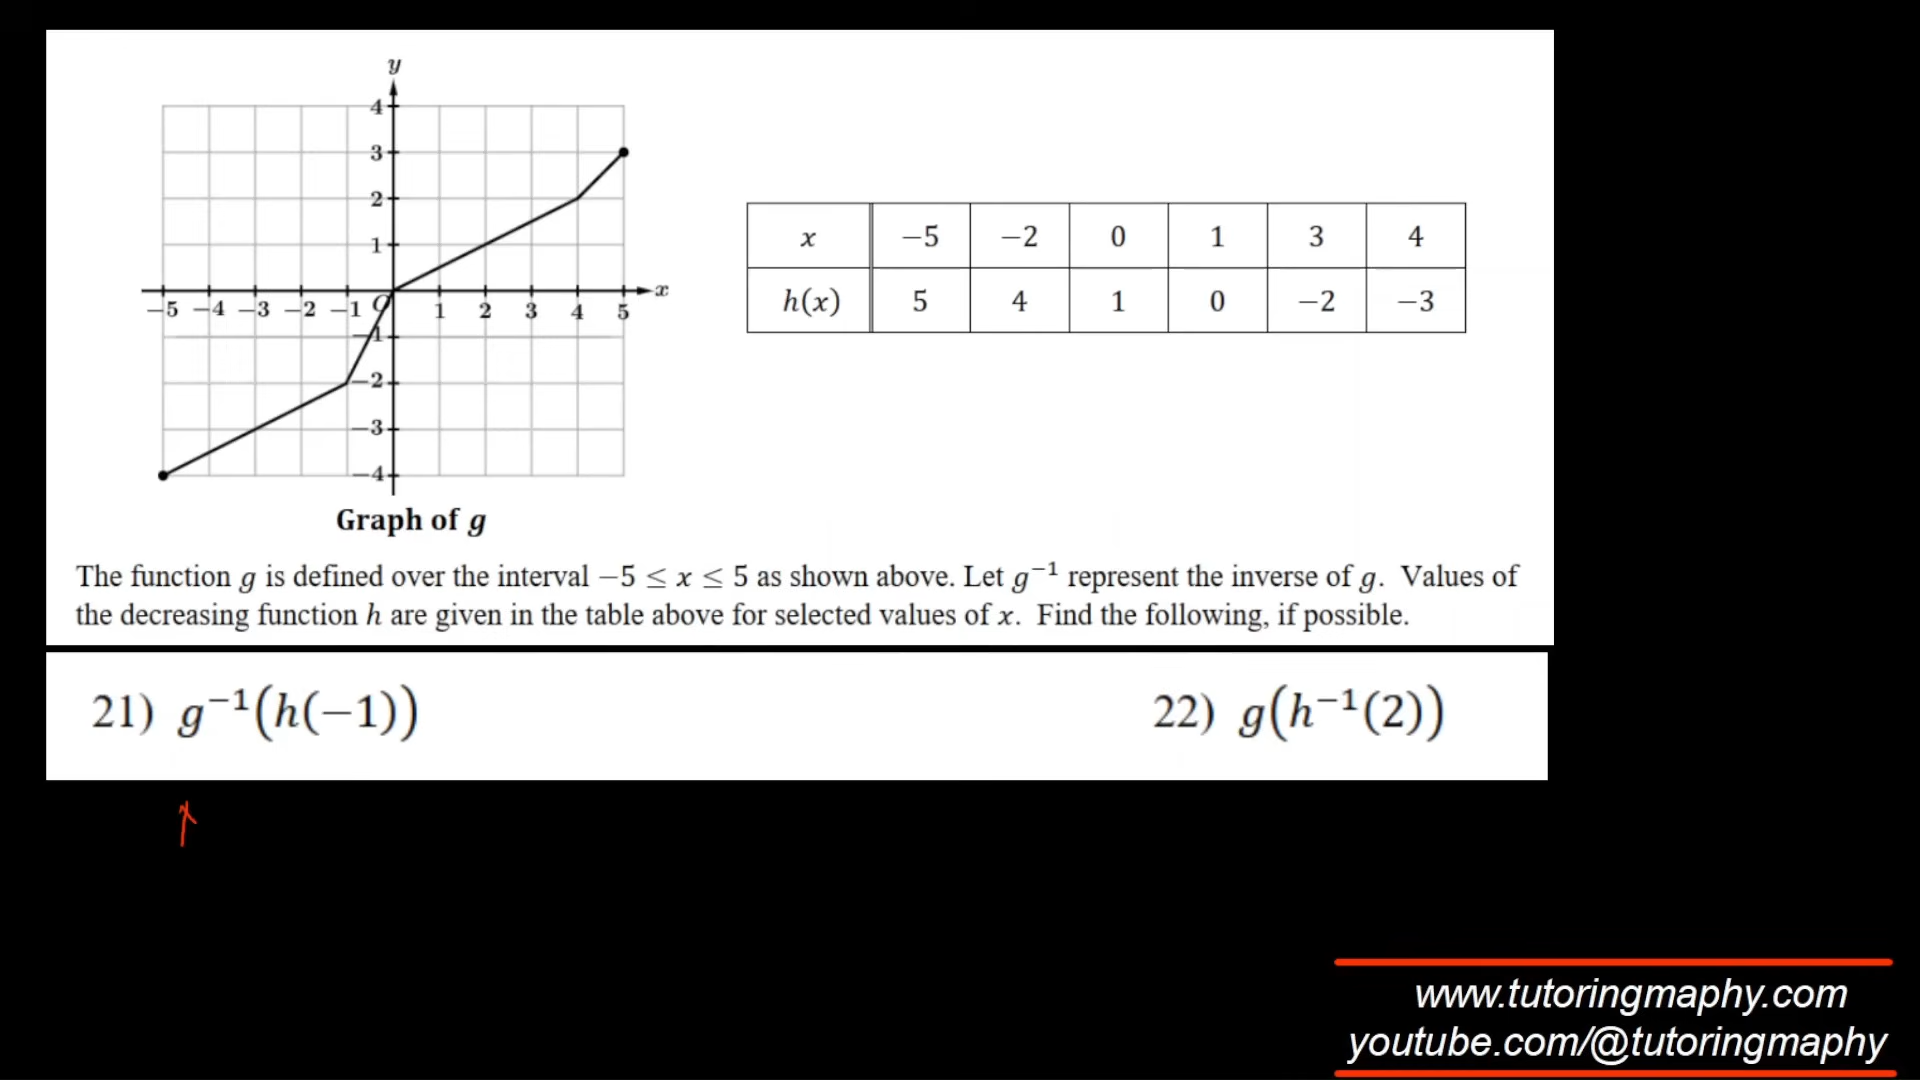 y
4
3
2
1
-5 -4 -3 -2 -1 O 1 2 3 4 5 x
-1
-2
-3
-4
Graph of g
x -5 -2 0 1 3 4
h(x) 5 4 1 0 -2 -3
The function g is defined over the interval −5 ≤ x ≤ 5 as shown above. Let g⁻¹ represent the inverse of g. Values of
the decreasing function h are given in the table above for selected values of x. Find the following, if possible.
21) g⁻¹(h(−1))
22) g(h⁻¹(2))
www.tutoringmaphy.com
youtube.com/@tutoringmaphy